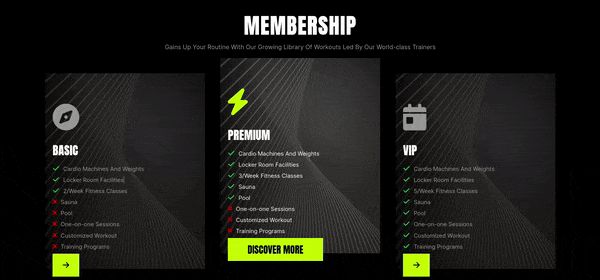 MEMBERSHIP
Gains Up Your Routine With Our Growing Library Of Workouts Led By Our World-class Trainers
BASIC
Cardio Machines And Weights
Locker Room Facilities
2/Week Fitness Classes
Sauna
Pool
One-on-one Sessions
Customized Workout
Training Programs
PREMIUM
Cardio Machines And Weights
Locker Room Facilities
3/Week Fitness Classes
Sauna
Pool
One-on-one Sessions
Customized Workout
Training Programs
DISCOVER MORE
VIP
Cardio Machines And Weights
Locker Room Facilities
5/Week Fitness Classes
Sauna
Pool
One-on-one Sessions
Customized Workout
Training Programs